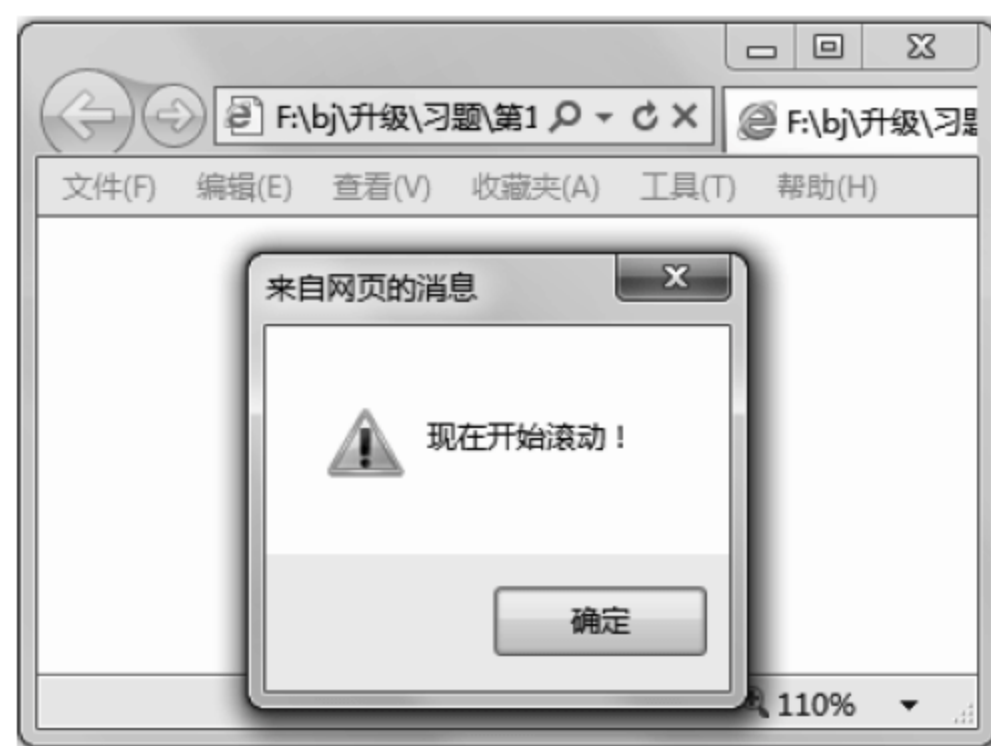 F:\bj\升级\习题\第1
F:\bj\升级\习题
文件(F) 编辑(E) 查看(V) 收藏夹(A) 工具(T) 帮助(H)
来自网页的消息
现在开始滚动！
确定
110%